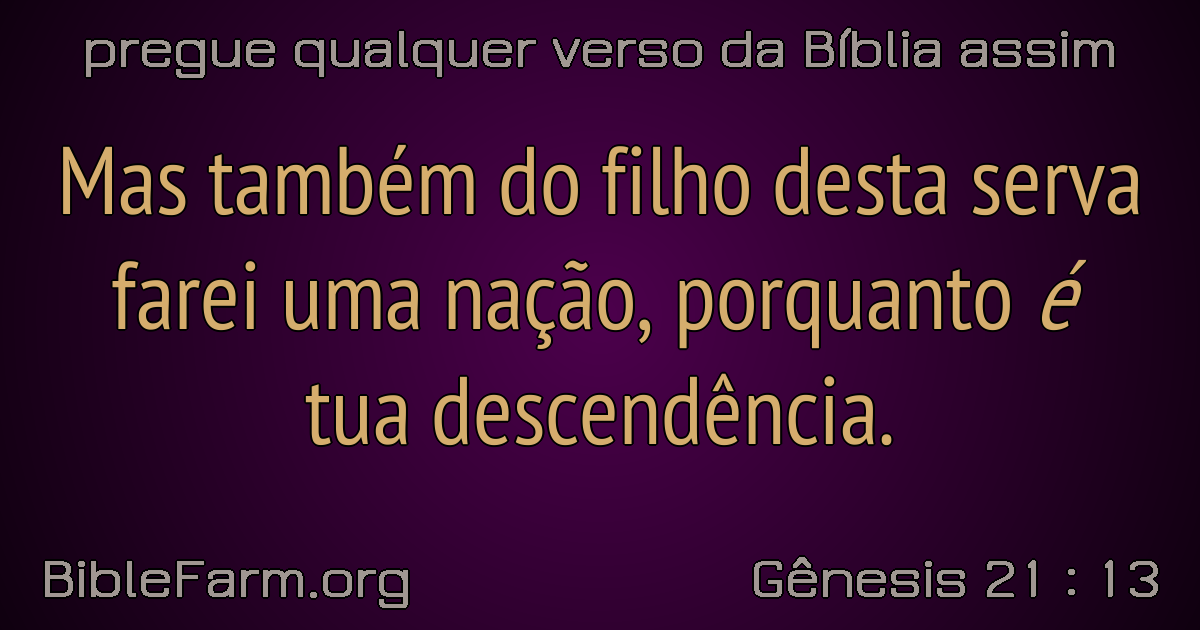 pregue qualquer verso da Bíblia assim
Mas também do filho desta serva
farei uma nação, porquanto é
tua descendência.
BibleFarm.org
Gênesis 21 : 13